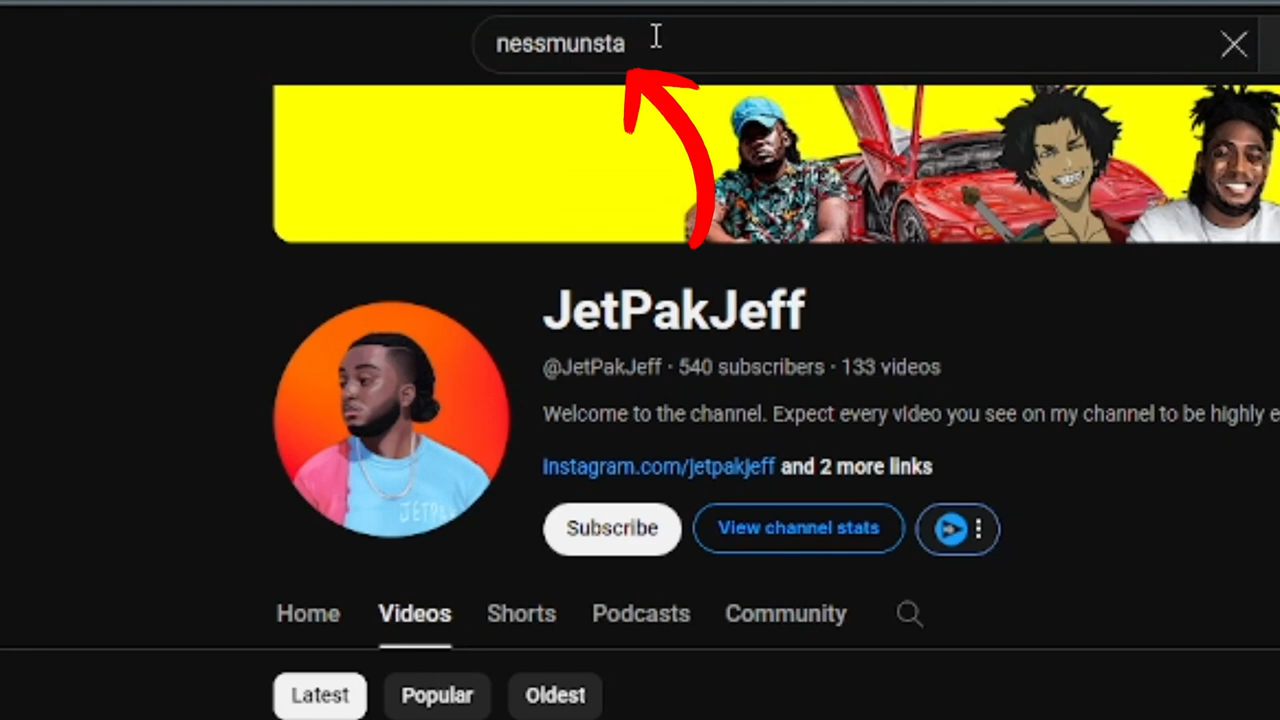 nessmunsta
JetPakJeff
@JetPakJeff · 540 subscribers · 133 videos
Welcome to the channel. Expect every video you see on my channel to be highly
instagram.com/jetpakjeff and 2 more links
Subscribe
View channel stats
Home Videos Shorts Podcasts Community
Latest Popular Oldest